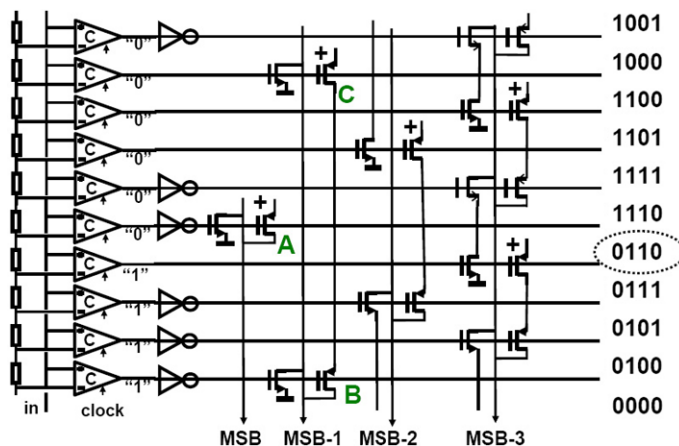 C "0" 1001
C "0" + C 1000
C "0" + 1100
C "0" + 1101
C "0" 1111
C "0" + A 1110
C "1" + 0110
C "1" 0111
C "1" 0101
C "1" B 0100
in clock 0000
MSB MSB-1 MSB-2 MSB-3